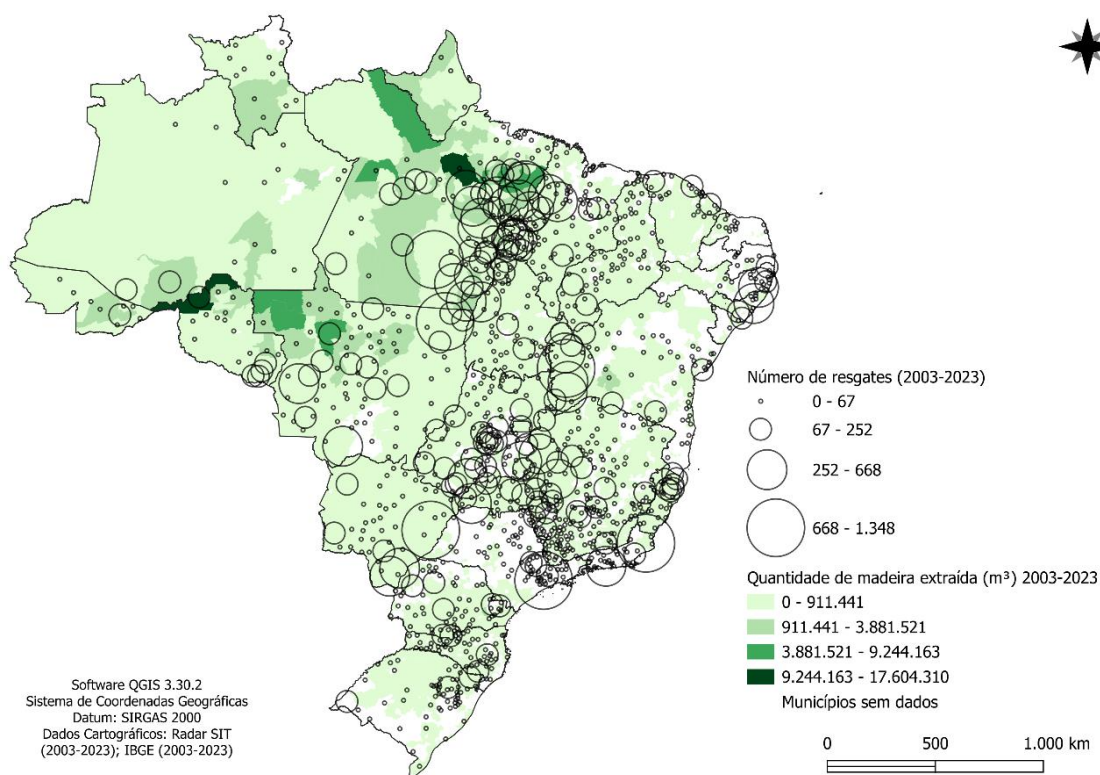 Número de resgates (2003-2023)
0 - 67
67 - 252
252 - 668
668 - 1.348
Quantidade de madeira extraída (m³) 2003-2023
0 - 911.441
911.441 - 3.881.521
3.881.521 - 9.244.163
9.244.163 - 17.604.310
Municípios sem dados
Software QGIS 3.30.2
Sistema de Coordenadas Geográficas
Datum: SIRGAS 2000
Dados Cartográficos: Radar SIT
(2003-2023); IBGE (2003-2023)
0 500 1.000 km